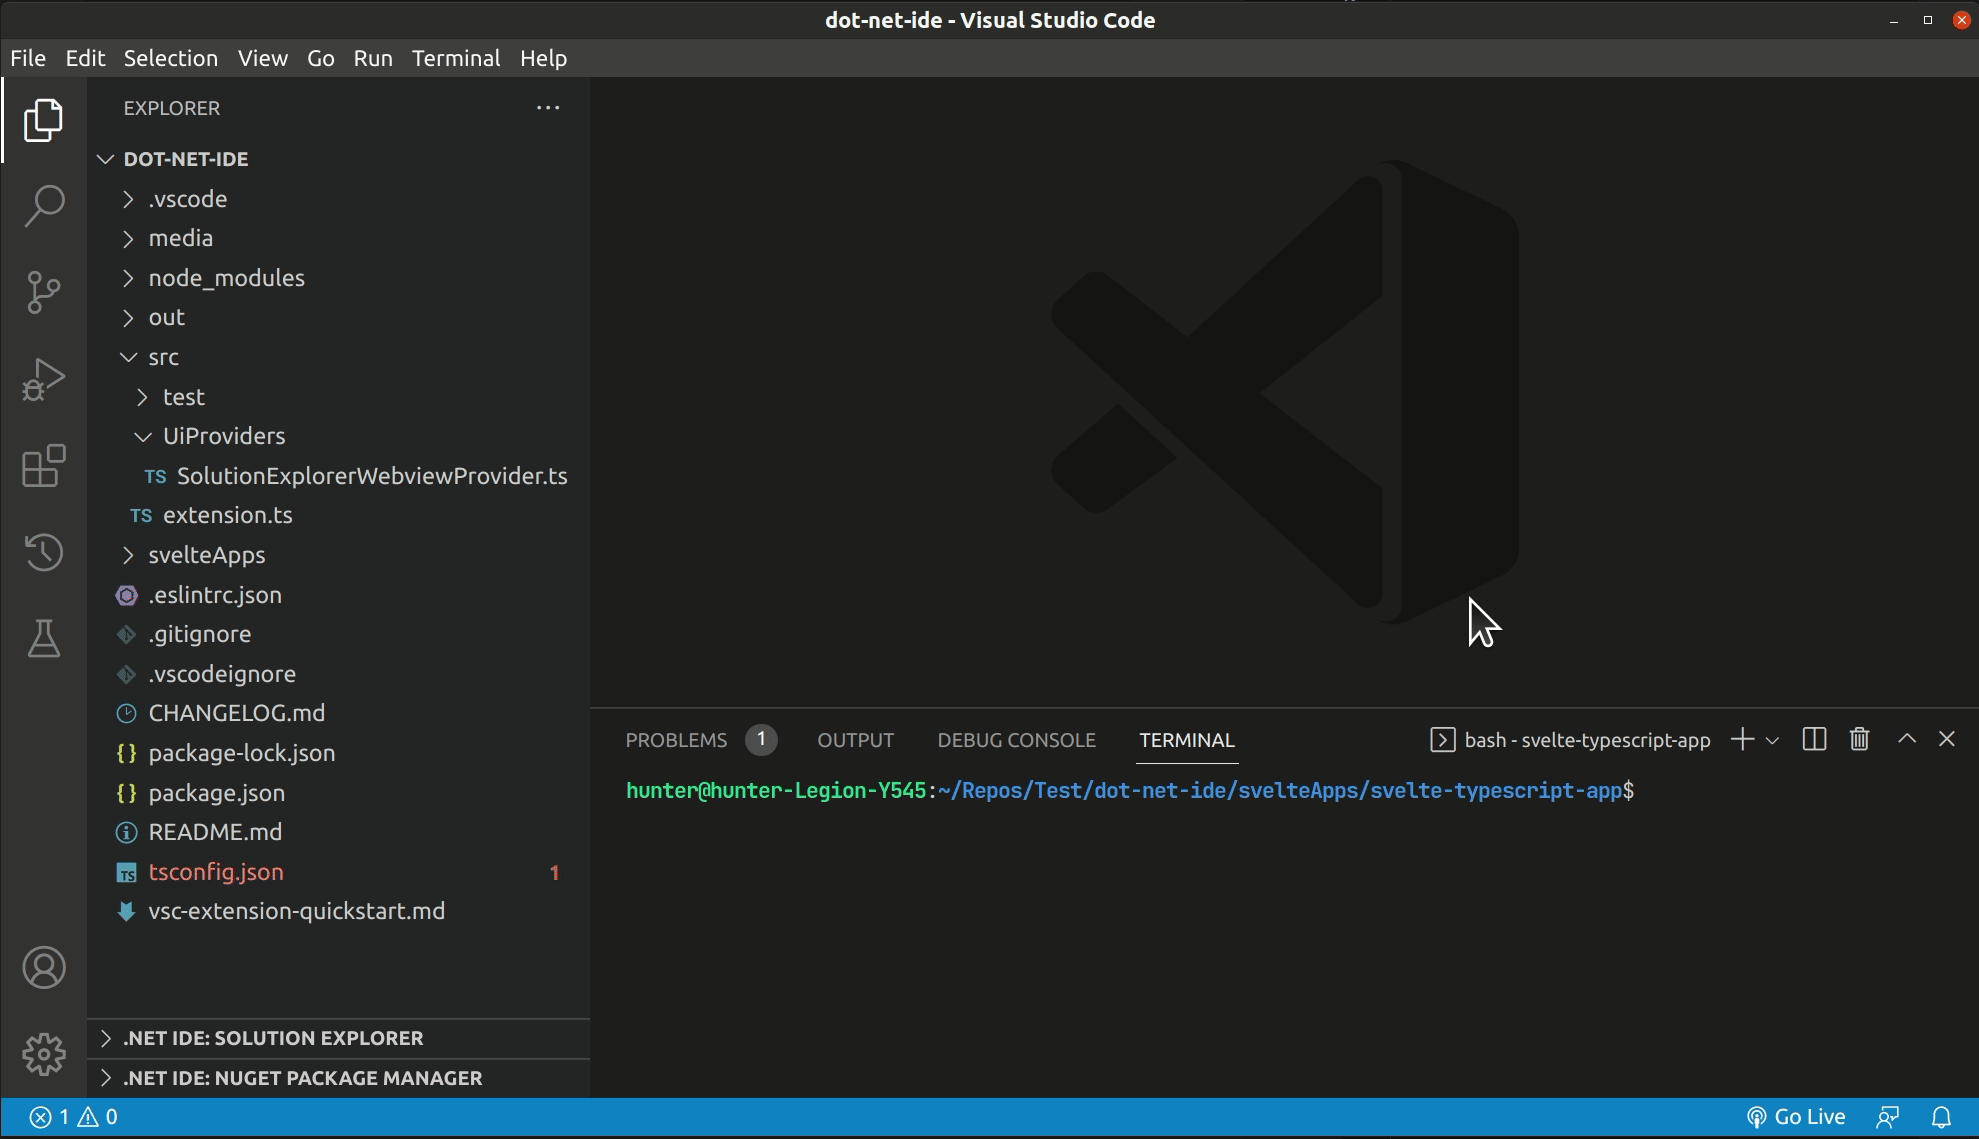 dot-net-ide - Visual Studio Code
File Edit Selection View Go Run Terminal Help
EXPLORER
DOT-NET-IDE
.vscode
media
node_modules
out
src
test
UiProviders
TS SolutionExplorerWebviewProvider.ts
TS extension.ts
svelteApps
.eslintrc.json
.gitignore
.vscodeignore
CHANGELOG.md
{} package-lock.json
{} package.json
README.md
TS tsconfig.json 1
vsc-extension-quickstart.md
.NET IDE: SOLUTION EXPLORER
.NET IDE: NUGET PACKAGE MANAGER
PROBLEMS 1 OUTPUT DEBUG CONSOLE TERMINAL bash - svelte-typescript-app
hunter@hunter-Legion-Y545:~/Repos/Test/dot-net-ide/svelteApps/svelte-typescript-app$
1 0 Go Live